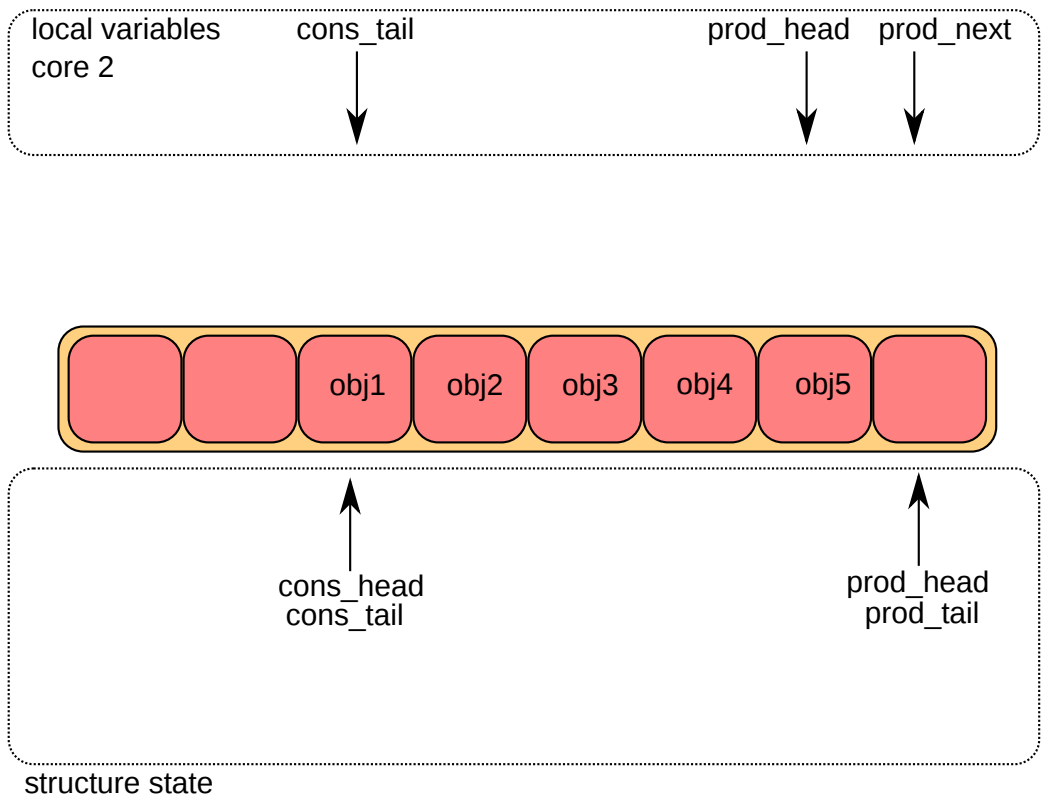 local variables
core 2
cons_tail
prod_head
prod_next
obj1
obj2
obj3
obj4
obj5
cons_head
cons_tail
prod_head
prod_tail
structure state